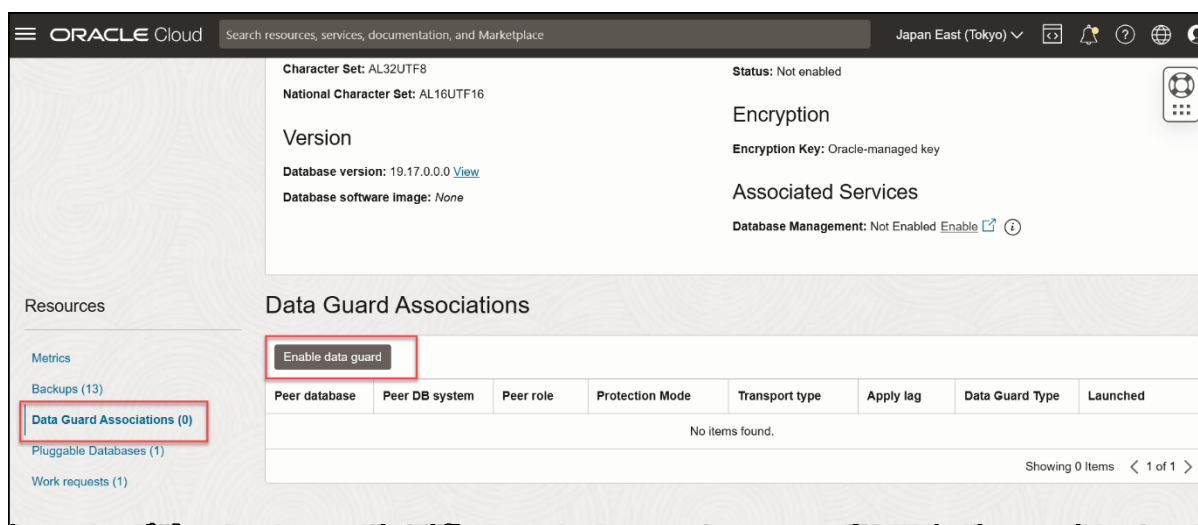 ORACLE Cloud
Search resources, services, documentation, and Marketplace
Japan East (Tokyo)
Character Set: AL32UTF8
National Character Set: AL16UTF16
Version
Database version: 19.17.0.0.0 View
Database software image: None
Status: Not enabled
Encryption
Encryption Key: Oracle-managed key
Associated Services
Database Management: Not Enabled Enable
Resources
Metrics
Backups (13)
Data Guard Associations (0)
Pluggable Databases (1)
Work requests (1)
Data Guard Associations
Enable data guard
Peer database Peer DB system Peer role Protection Mode Transport type Apply lag Data Guard Type Launched
No items found.
Showing 0 Items < 1 of 1 >